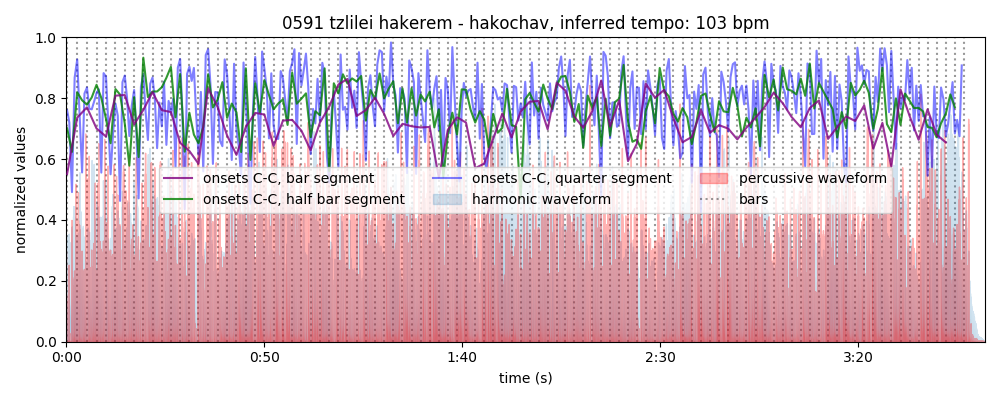 0591 tzlilei hakerem - hakochav, inferred tempo: 103 bpm
1.0
0.8
0.6
0.4
0.2
0.0
normalized values
onsets C-C, bar segment
onsets C-C, half bar segment
onsets C-C, quarter segment
harmonic waveform
percussive waveform
bars
0:00 0:50 1:40 2:30 3:20
time (s)